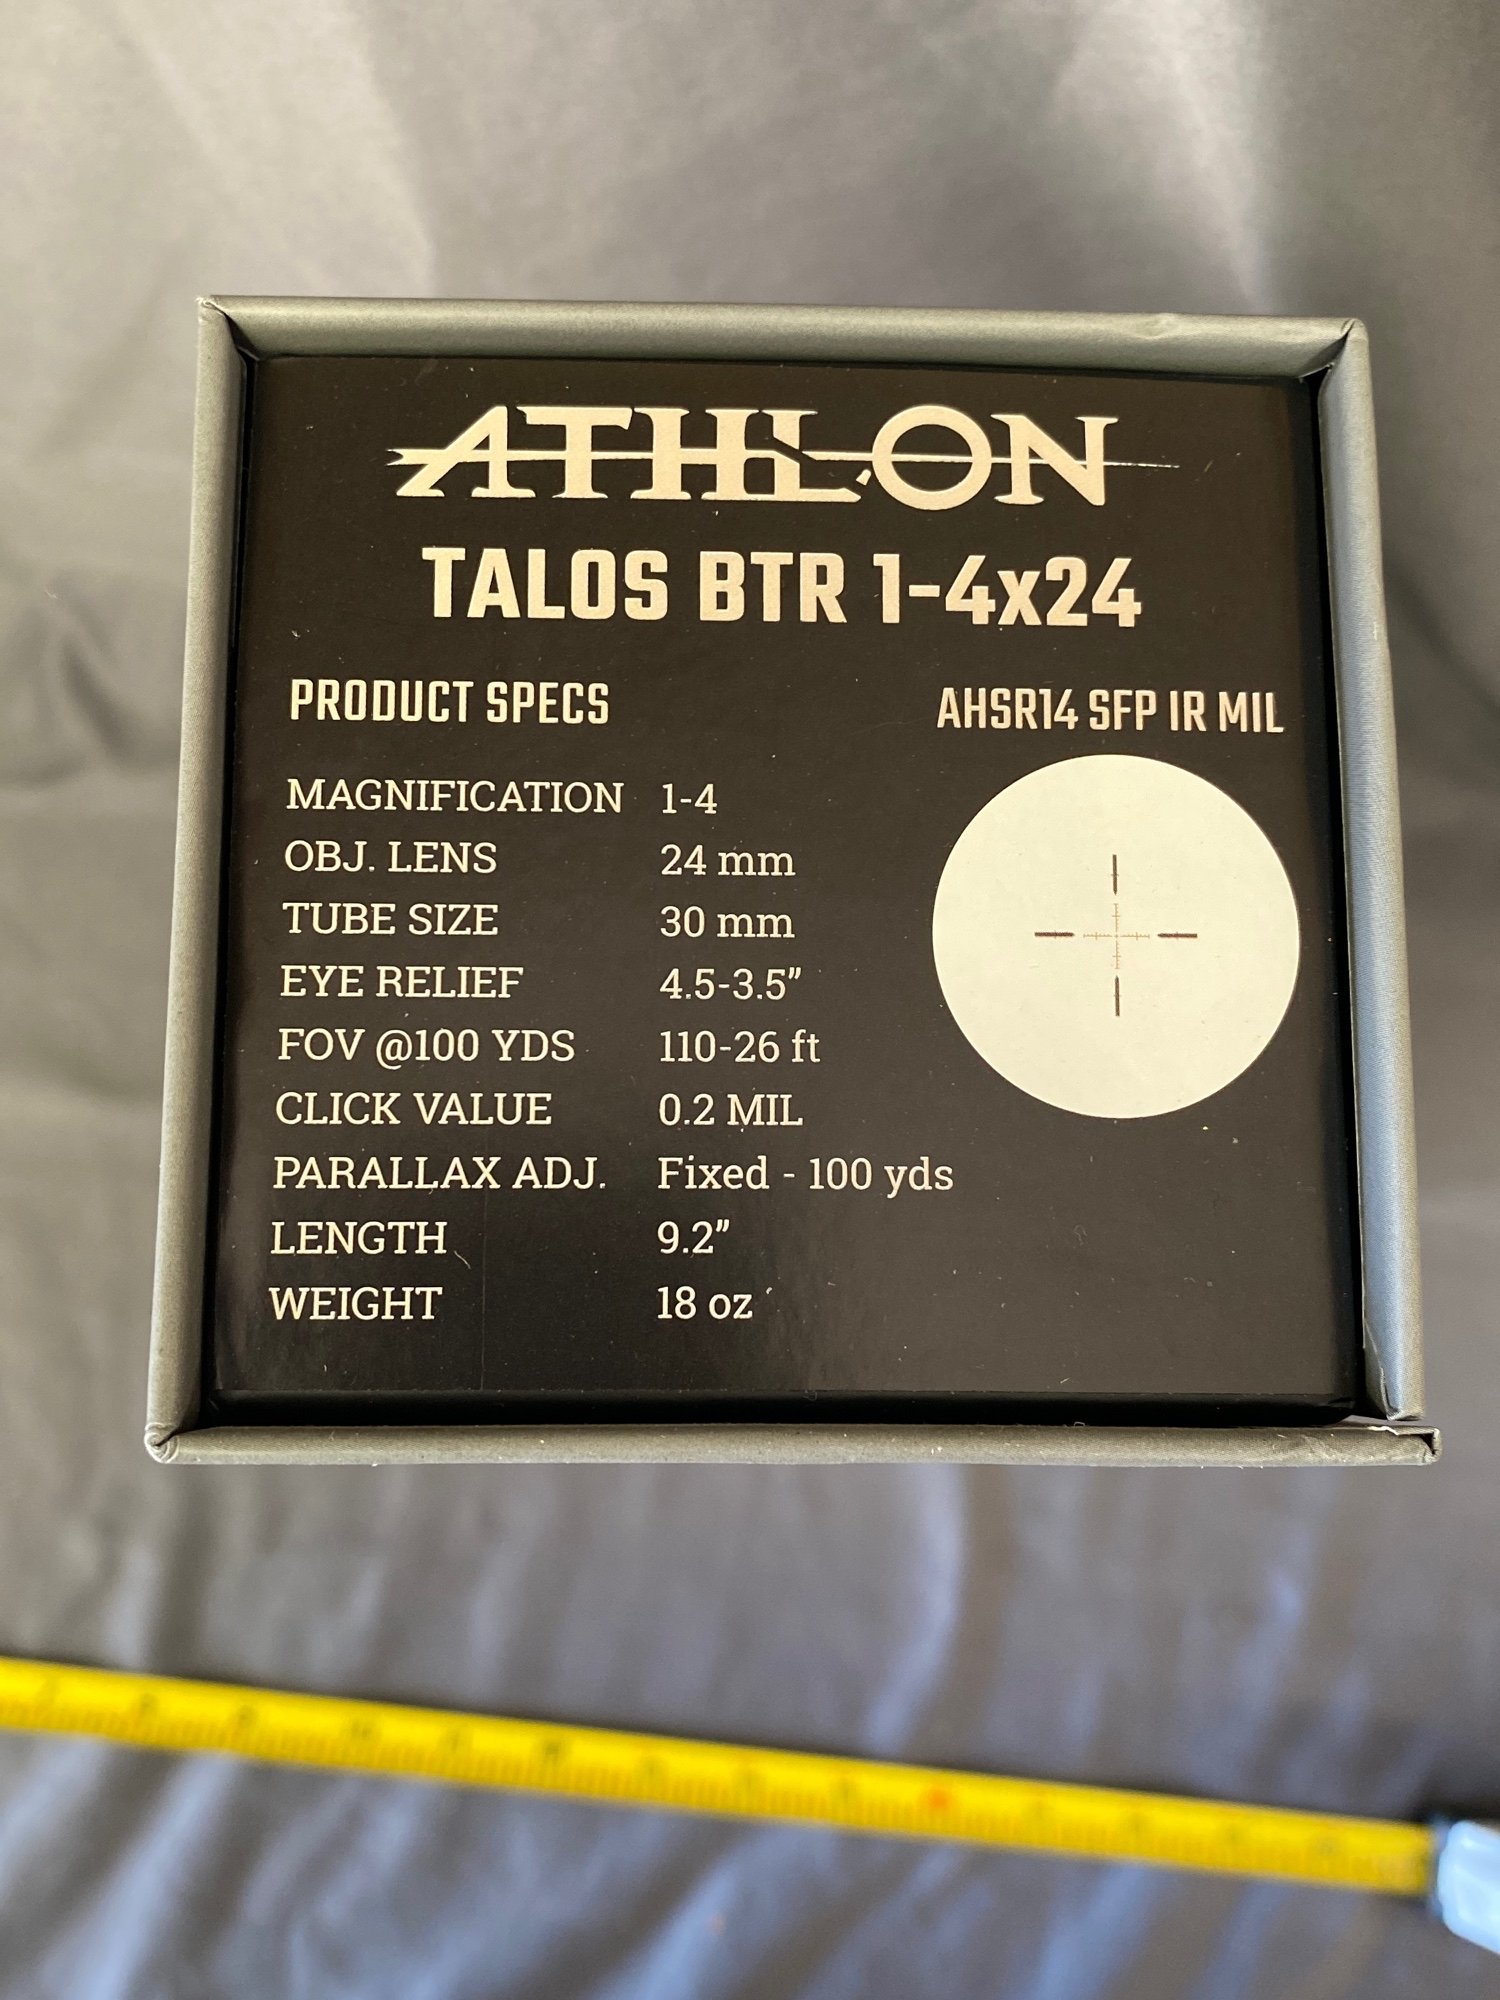 ATHLON
TALOS BTR 1-4x24
PRODUCT SPECS
AHSR14 SFP IR MIL
MAGNIFICATION 1-4
OBJ. LENS 24 mm
TUBE SIZE 30 mm
EYE RELIEF 4.5-3.5”
FOV @100 YDS 110-26 ft
CLICK VALUE 0.2 MIL
PARALLAX ADJ. Fixed - 100 yds
LENGTH 9.2”
WEIGHT 18 oz